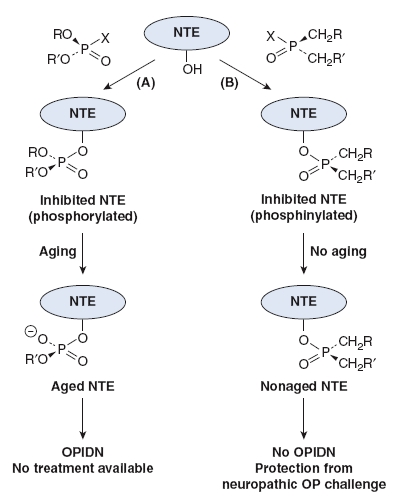 RO
R'O
P
X
O
NTE
OH
X
O
P
CH₂R
CH₂R'
(A)
(B)
NTE
RO
R'O
P
O
O
Inhibited NTE
(phosphorylated)
NTE
O
O
P
CH₂R
CH₂R'
Inhibited NTE
(phosphinylated)
Aging
No aging
NTE
⊖O
R'O
P
O
O
Aged NTE
NTE
O
O
P
CH₂R
CH₂R'
Nonaged NTE
OPIDN
No treatment available
No OPIDN
Protection from
neuropathic OP challenge